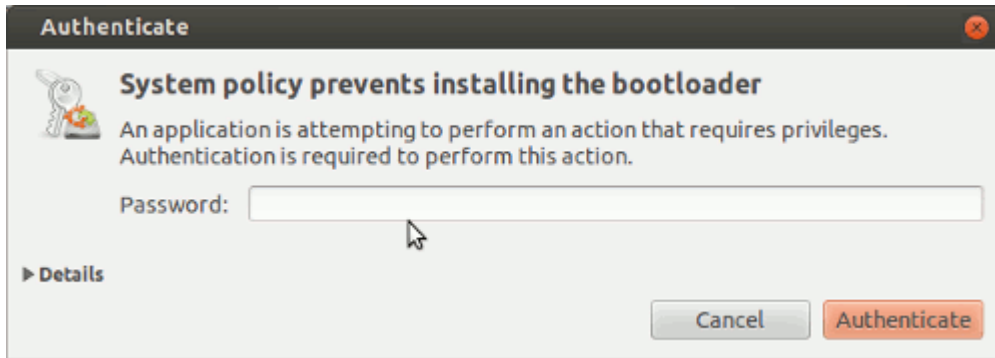 Authenticate
System policy prevents installing the bootloader
An application is attempting to perform an action that requires privileges.
Authentication is required to perform this action.
Password:
Details
Cancel
Authenticate